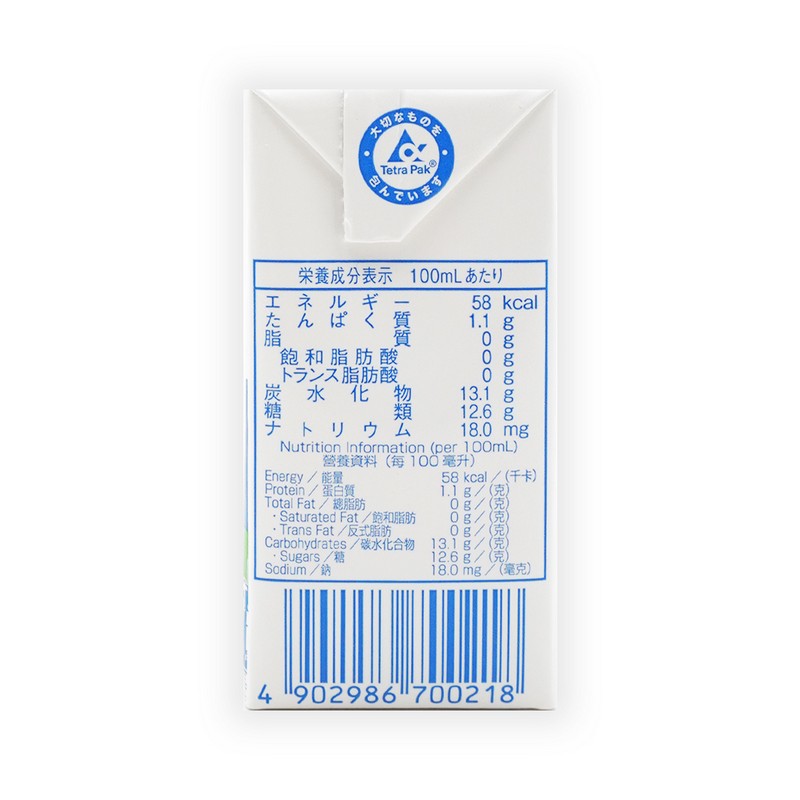 大切なものを
Tetra Pak®
包んでいます
栄養成分表示 100mLあたり
エネルギー 58 kcal
たんぱく質 1.1 g
脂質 0 g
飽和脂肪酸 0 g
トランス脂肪酸 0 g
炭水化物 13.1 g
糖類 12.6 g
ナトリウム 18.0 mg
Nutrition Information (per 100mL)
營養資料（每100毫升）
Energy／能量 58 kcal／(千卡)
Protein／蛋白質 1.1 g／(克)
Total Fat／總脂肪 0 g／(克)
・Saturated Fat／飽和脂肪 0 g／(克)
・Trans Fat／反式脂肪 0 g／(克)
Carbohydrates／碳水化合物 13.1 g／(克)
・Sugars／糖 12.6 g／(克)
Sodium／鈉 18.0 mg／(毫克)
4 902986 700218